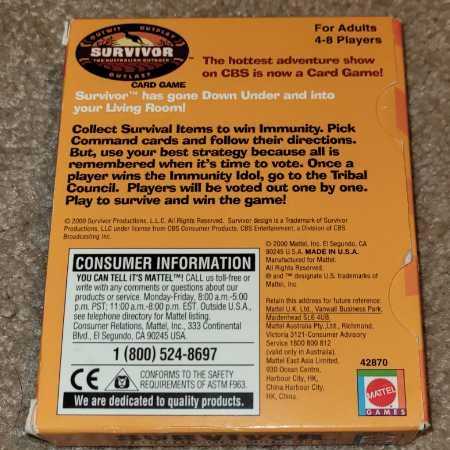 OUTWIT OUTPLAY
SURVIVOR
THE AUSTRALIAN OUTBACK
OUTLAST
CARD GAME
For Adults
4-8 Players
The hottest adventure show
on CBS is now a Card Game!
Survivor™ has gone Down Under and into
your Living Room!
Collect Survival Items to win Immunity. Pick
Command cards and follow their directions.
But, use your best strategy because all is
remembered when it's time to vote. Once a
player wins the Immunity Idol, go to the Tribal
Council. Players will be voted out one by one.
Play to survive and win the game!
© 2000 Survivor Productions, L.L.C. All Rights Reserved. Survivor design is a Trademark of Survivor
Productions, LLC under license from CBS Consumer Products. CBS Entertainment, a Division of CBS
Broadcasting Inc.
CONSUMER INFORMATION
YOU CAN TELL IT'S MATTEL™! CALL us toll-free or
write with any comments or questions about our
products or service. Monday-Friday, 8:00 a.m.-5:00
p.m. PST; 11:00 a.m.-8:00 p.m. EST. Outside U.S.A.,
see telephone directory for Mattel listing.
Consumer Relations, Mattel, Inc., 333 Continental
Blvd., El Segundo, CA 90245 USA.
1 (800) 524-8697
CONFORMS TO THE SAFETY
REQUIREMENTS OF ASTM F963.
We are dedicated to quality products.
© 2000 Mattel, Inc. El Segundo, CA
90245 U.S.A. MADE IN U.S.A.
Manufactured for Mattel.
All Rights Reserved.
® and ™ designate U.S. trademarks of
Mattel, Inc.
Retain this address for future reference:
Mattel U.K. Ltd., Vanwall Business Park,
Maidenhead SL6 4UB.
Mattel Australia Pty., Ltd., Richmond,
Victoria 3121-Consumer Advisory
Service 1800 800 812
(valid only in Australia).
Mattel East Asia Limited,
930 Ocean Centre,
Harbour City, HK,
China Harbour City,
HK, China.
42870
MATTEL
GAMES